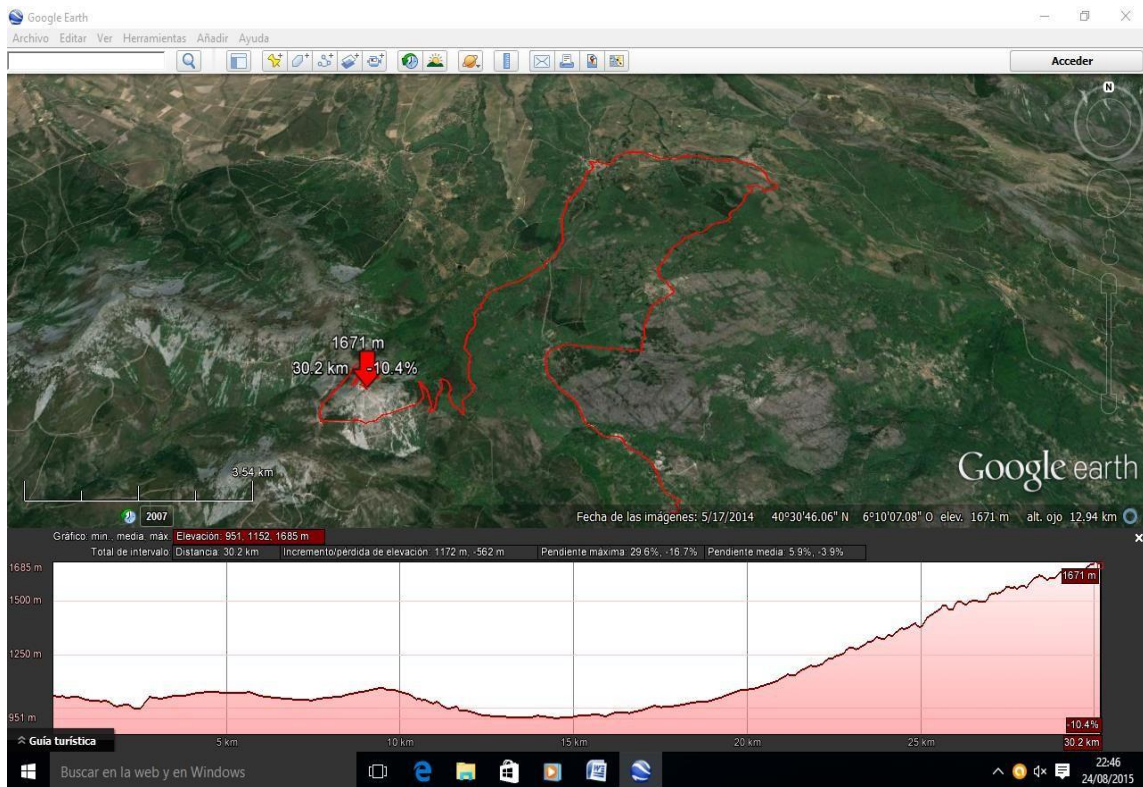 Google Earth
Archivo Editar Ver Herramientas Añadir Ayuda
Acceder
N
1671 m
30.2 km -10.4%
3,54 km
2007
Google earth
Fecha de las imágenes: 5/17/2014 40º30'46.06" N 6º10'07.08" O elev. 1671 m alt. ojo 12.94 km
Gráfico: mín., media, máx. Elevación: 951, 1152, 1685 m
Total de intervalo: Distancia: 30.2 km Incremento/pérdida de elevación: 1172 m, -562 m Pendiente máxima: 29.6%, -16.7% Pendiente media: 5.9%, -3.9%
1685 m
1671 m
1500 m
1250 m
951 m
-10.4%
Guía turística
5 km 10 km 15 km 20 km 25 km 30.2 km
Buscar en la web y en Windows
22:46
24/08/2015